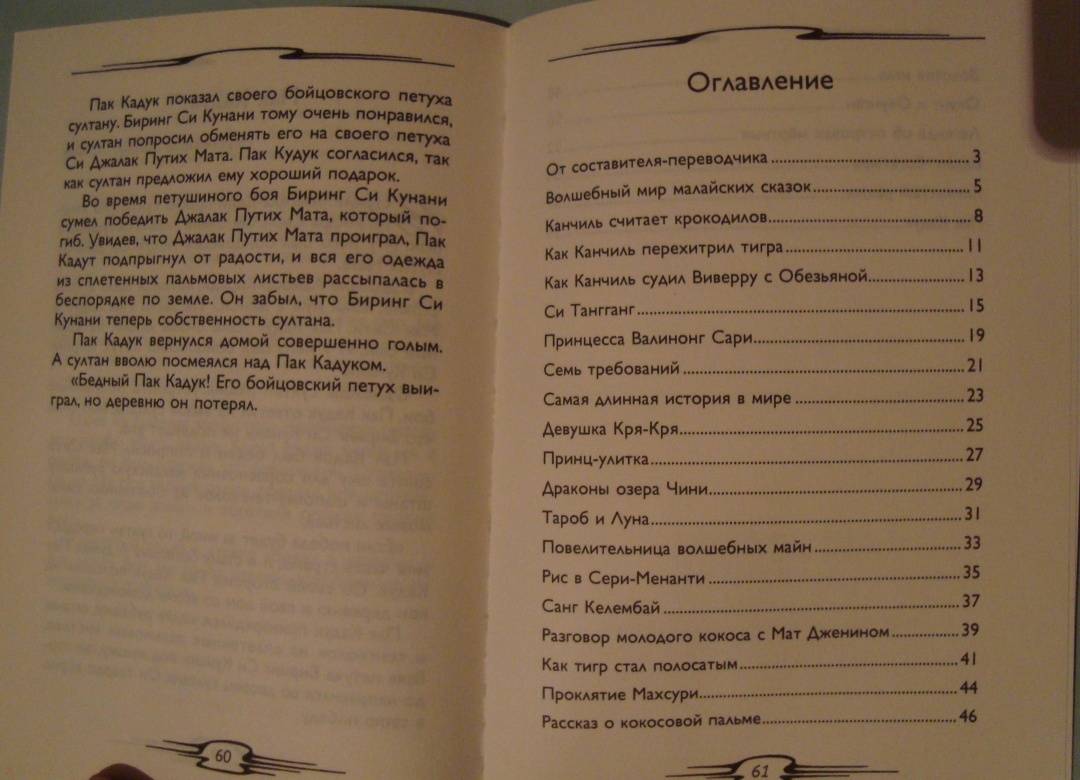 Пак Кадук показал своего бойцовского петуха
султану. Биринг Си Кунани тому очень понравился,
и султан попросил обменять его на своего петуха
Си Джалак Путих Мата. Пак Кудук согласился, так
как султан предложил ему хороший подарок.
Во время петушиного боя Биринг Си Кунани
сумел победить Джалак Путих Мата, который по-
гиб. Увидев, что Джалак Путих Мата проиграл, Пак
Кадут подпрыгнул от радости, и вся его одежда
из сплетенных пальмовых листьев рассыпалась в
беспорядке по земле. Он забыл, что Биринг Си
Кунани теперь собственность султана.
Пак Кадук вернулся домой совершенно голым.
А султан вволю посмеялся над Пак Кадуком.
«Бедный Пак Кадук! Его бойцовский петух выи-
грал, но деревню он потерял.
60
Оглавление
От составителя-переводчика 3
Волшебный мир малайских сказок 5
Канчиль считает крокодилов 8
Как Канчиль перехитрил тигра 11
Как Канчиль судил Виверру с Обезьяной 13
Си Тангганг 15
Принцесса Валинонг Сари 19
Семь требований 21
Самая длинная история в мире 23
Девушка Кря-Кря 25
Принц-улитка 27
Драконы озера Чини 29
Тароб и Луна 31
Повелительница волшебных майн 33
Рис в Сери-Менанти 35
Санг Келембай 37
Разговор молодого кокоса с Мат Дженином 39
Как тигр стал полосатым 41
Проклятие Махсури 44
Рассказ о кокосовой пальме 46
61